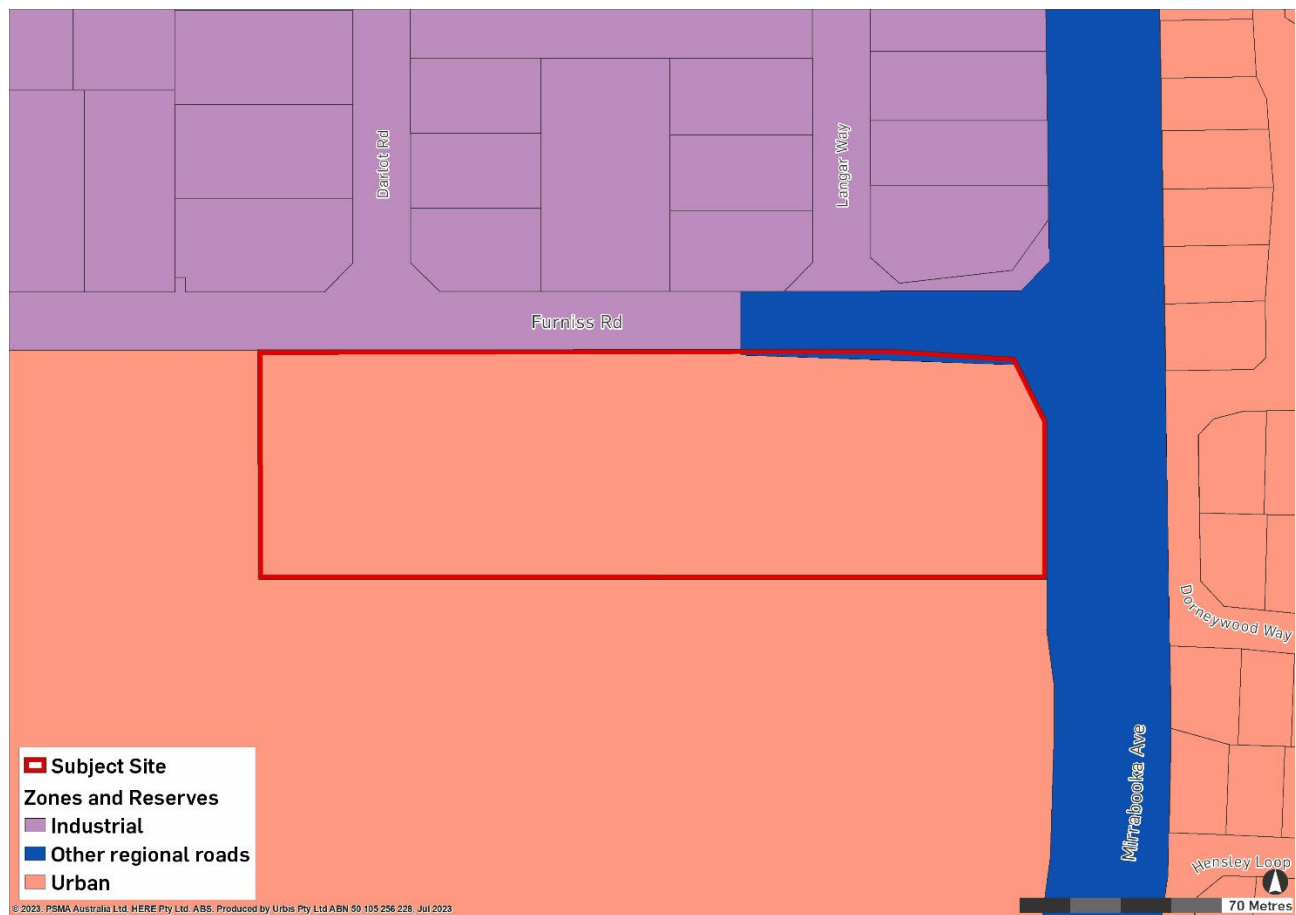 Darlot Rd
Langar Way
Furniss Rd
Dorneywood Way
Mirrabooka Ave
Hensley Loop
Subject Site
Zones and Reserves
Industrial
Other regional roads
Urban
70 Metres
© 2023. PSMA Australia Ltd, HERE Pty Ltd. ABS. Produced by Urbis Pty Ltd ABN 50 105 256 228, Jul 2023